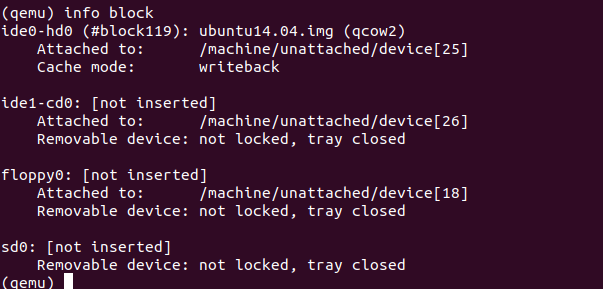 (qemu) info block
ide0-hd0 (#block119): ubuntu14.04.img (qcow2)
    Attached to:      /machine/unattached/device[25]
    Cache mode:       writeback

ide1-cd0: [not inserted]
    Attached to:      /machine/unattached/device[26]
    Removable device: not locked, tray closed

floppy0: [not inserted]
    Attached to:      /machine/unattached/device[18]
    Removable device: not locked, tray closed

sd0: [not inserted]
    Removable device: not locked, tray closed
(qemu)